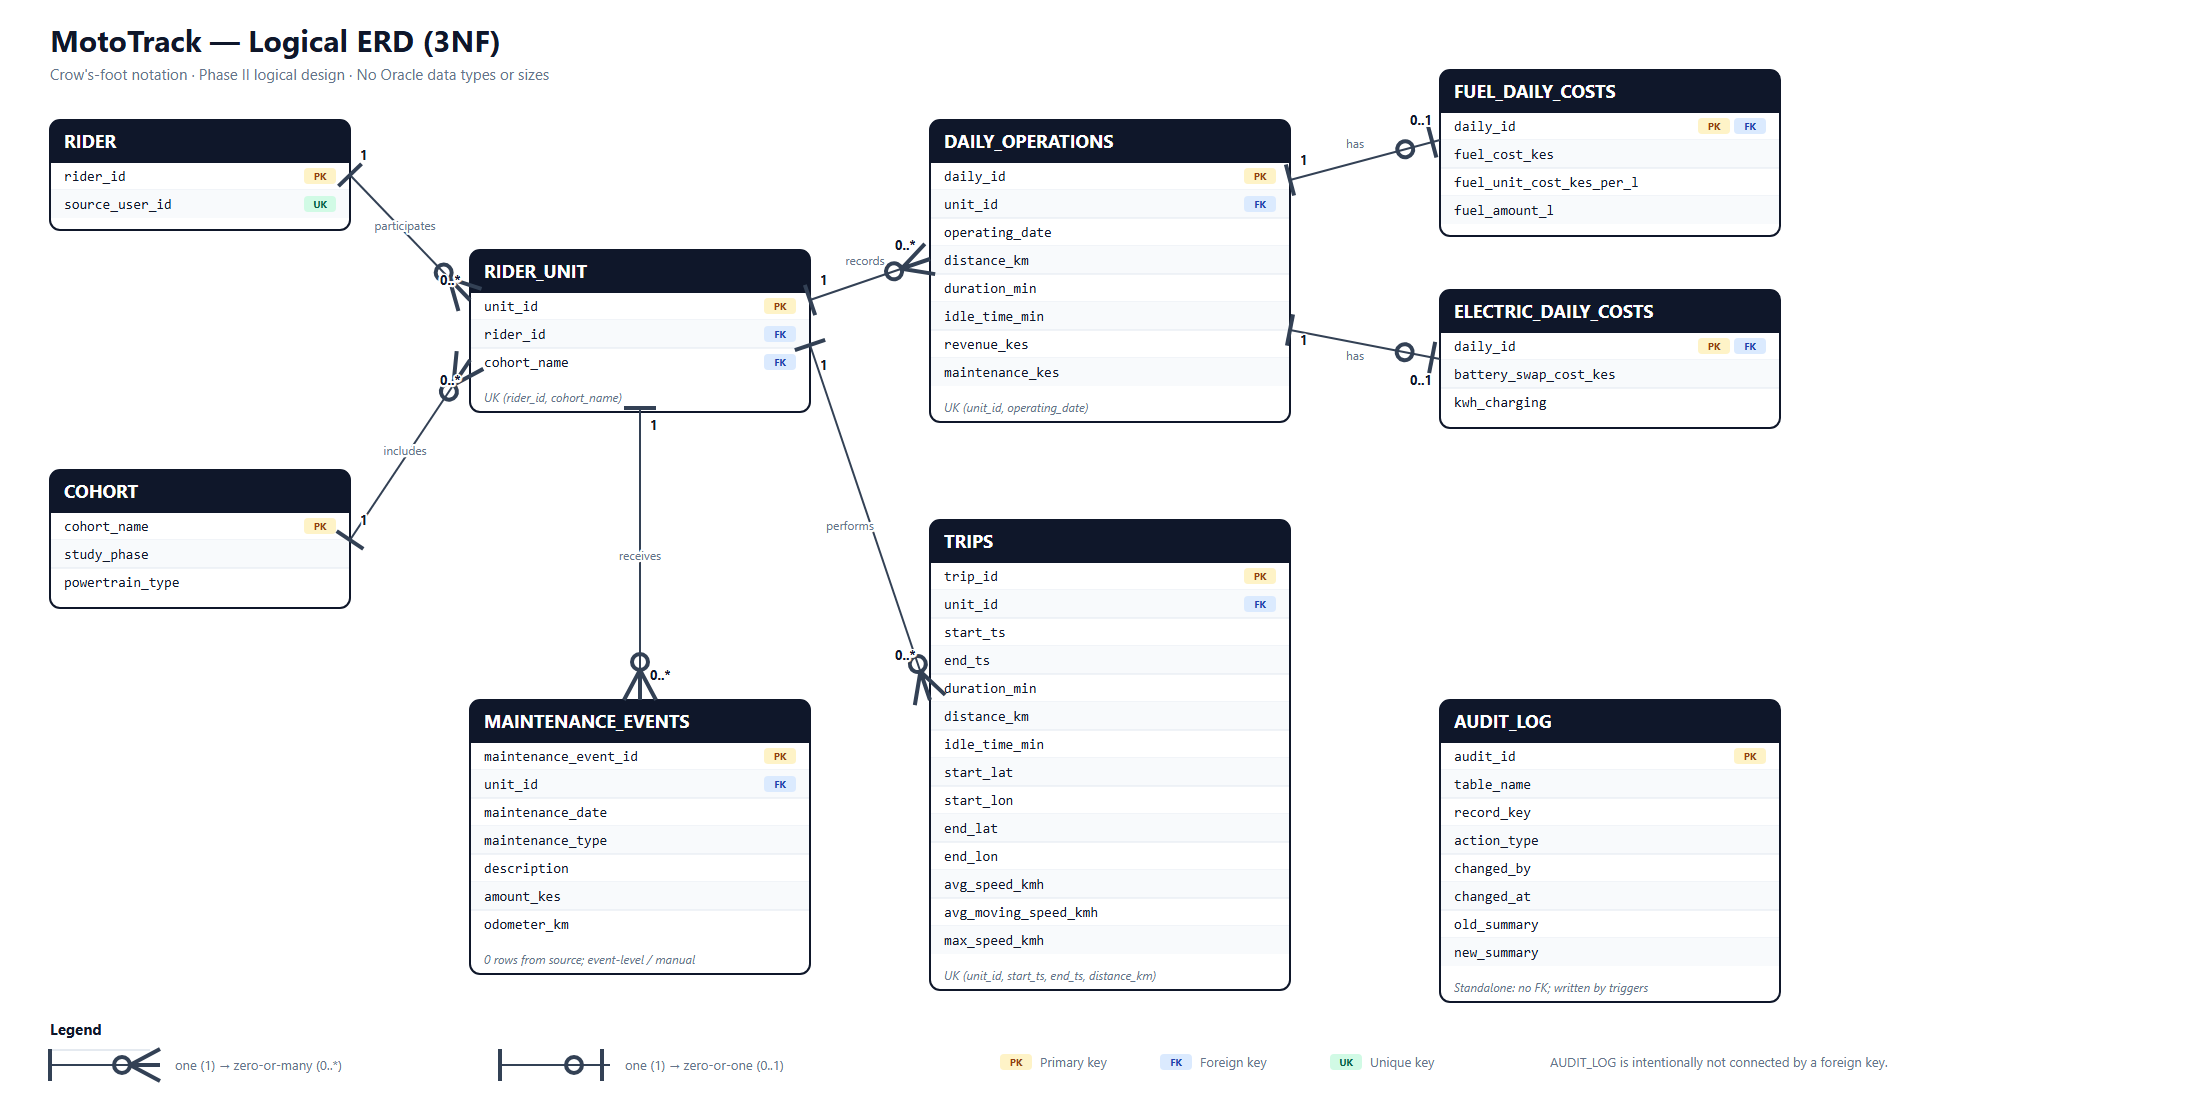 MotoTrack — Logical ERD (3NF)
Crow's-foot notation · Phase II logical design · No Oracle data types or sizes
RIDER
rider_id PK
source_user_id UK
1
participates
0..*
COHORT
cohort_name PK
study_phase
powertrain_type
1
includes
0..*
RIDER_UNIT
unit_id PK
rider_id FK
cohort_name FK
UK (rider_id, cohort_name)
1
records
0..*
1
performs
0..*
1
receives
0..*
MAINTENANCE_EVENTS
maintenance_event_id PK
unit_id FK
maintenance_date
maintenance_type
description
amount_kes
odometer_km
0 rows from source; event-level / manual
DAILY_OPERATIONS
daily_id PK
unit_id FK
operating_date
distance_km
duration_min
idle_time_min
revenue_kes
maintenance_kes
UK (unit_id, operating_date)
1
has
0..1
1
has
0..1
TRIPS
trip_id PK
unit_id FK
start_ts
end_ts
duration_min
distance_km
idle_time_min
start_lat
start_lon
end_lat
end_lon
avg_speed_kmh
avg_moving_speed_kmh
max_speed_kmh
UK (unit_id, start_ts, end_ts, distance_km)
FUEL_DAILY_COSTS
daily_id PK FK
fuel_cost_kes
fuel_unit_cost_kes_per_l
fuel_amount_l
ELECTRIC_DAILY_COSTS
daily_id PK FK
battery_swap_cost_kes
kwh_charging
AUDIT_LOG
audit_id PK
table_name
record_key
action_type
changed_by
changed_at
old_summary
new_summary
Standalone: no FK; written by triggers
Legend
one (1) → zero-or-many (0..*)
one (1) → zero-or-one (0..1)
PK Primary key
FK Foreign key
UK Unique key
AUDIT_LOG is intentionally not connected by a foreign key.